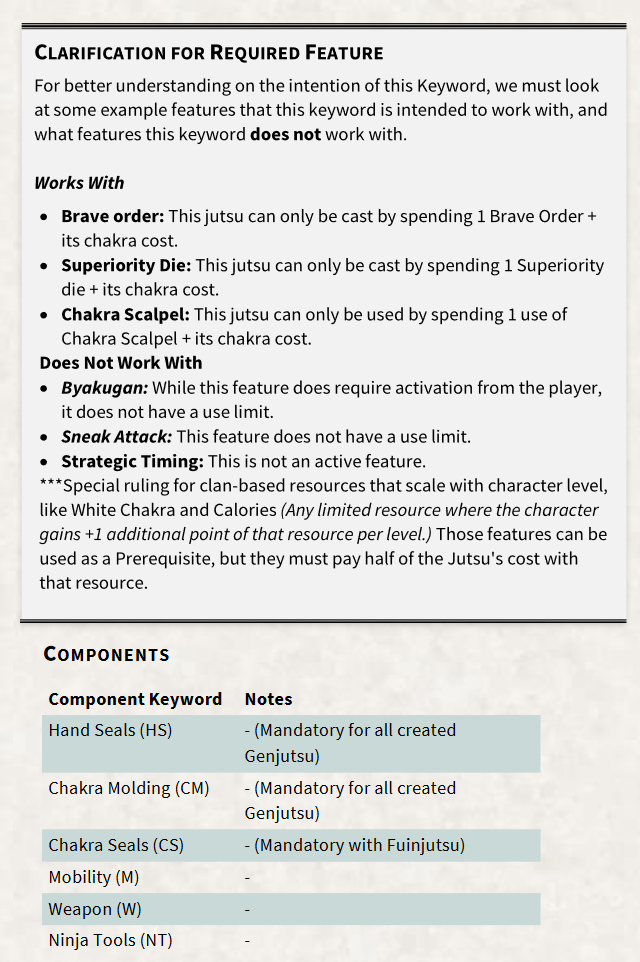 CLARIFICATION FOR REQUIRED FEATURE
For better understanding on the intention of this Keyword, we must look
at some example features that this keyword is intended to work with, and
what features this keyword does not work with.
Works With
• Brave order: This jutsu can only be cast by spending 1 Brave Order +
its chakra cost.
• Superiority Die: This jutsu can only be cast by spending 1 Superiority
die + its chakra cost.
• Chakra Scalpel: This jutsu can only be used by spending 1 use of
Chakra Scalpel + its chakra cost.
Does Not Work With
• Byakugan: While this feature does require activation from the player,
it does not have a use limit.
• Sneak Attack: This feature does not have a use limit.
• Strategic Timing: This is not an active feature.
***Special ruling for clan-based resources that scale with character level,
like White Chakra and Calories (Any limited resource where the character
gains +1 additional point of that resource per level.) Those features can be
used as a Prerequisite, but they must pay half of the Jutsu's cost with
that resource.
COMPONENTS
Component Keyword Notes
Hand Seals (HS) - (Mandatory for all created
Genjutsu)
Chakra Molding (CM) - (Mandatory for all created
Genjutsu)
Chakra Seals (CS) - (Mandatory with Fuinjutsu)
Mobility (M) -
Weapon (W) -
Ninja Tools (NT) -